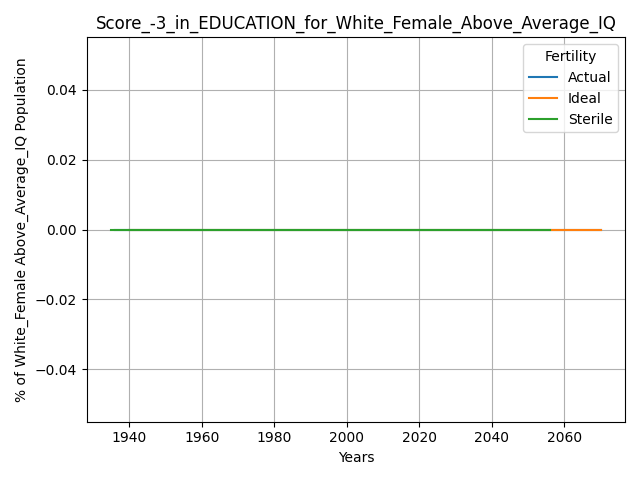 Score_-3_in_EDUCATION_for_White_Female_Above_Average_IQ
% of White_Female Above_Average_IQ Population
0.04
0.02
0.00
−0.02
−0.04
Fertility
Actual
Ideal
Sterile
1940 1960 1980 2000 2020 2040 2060
Years